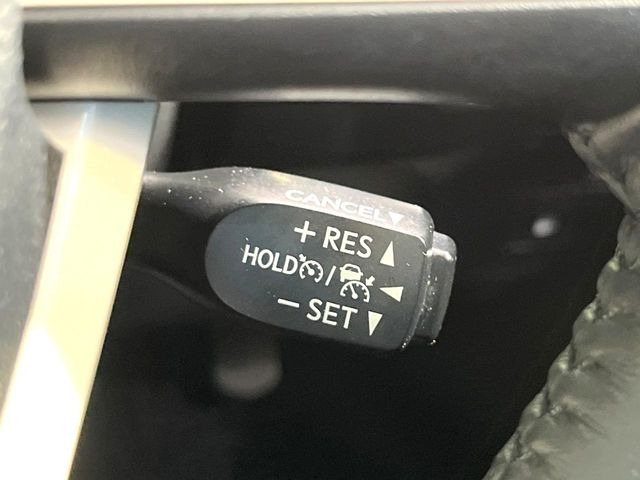 CANCEL▼
+ RES ▲
HOLD /
− SET ▼